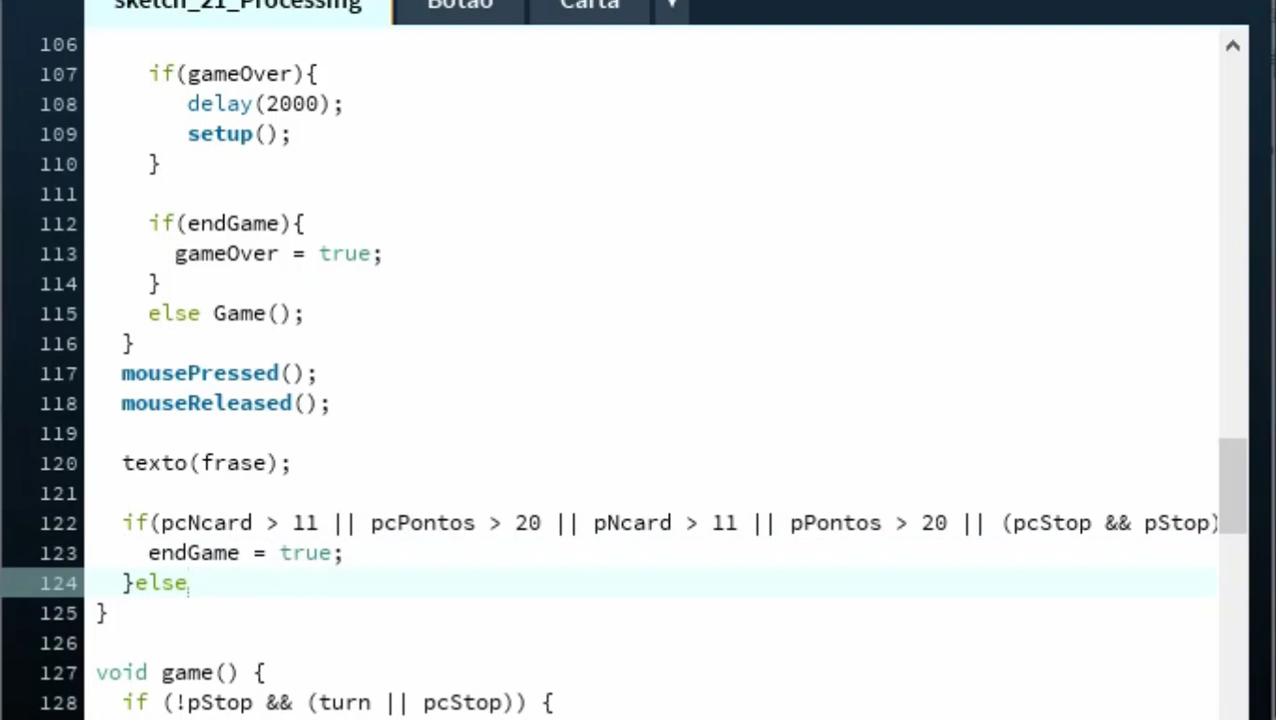 sketch_21_Processing Botao Carta
106
107 if(gameOver){
108 delay(2000);
109 setup();
110 }
111
112 if(endGame){
113 gameOver = true;
114 }
115 else Game();
116 }
117 mousePressed();
118 mouseReleased();
119
120 texto(frase);
121
122 if(pcNcard > 11 || pcPontos > 20 || pNcard > 11 || pPontos > 20 || (pcStop && pStop)
123 endGame = true;
124 }else
125 }
126
127 void game() {
128 if (!pStop && (turn || pcStop)) {